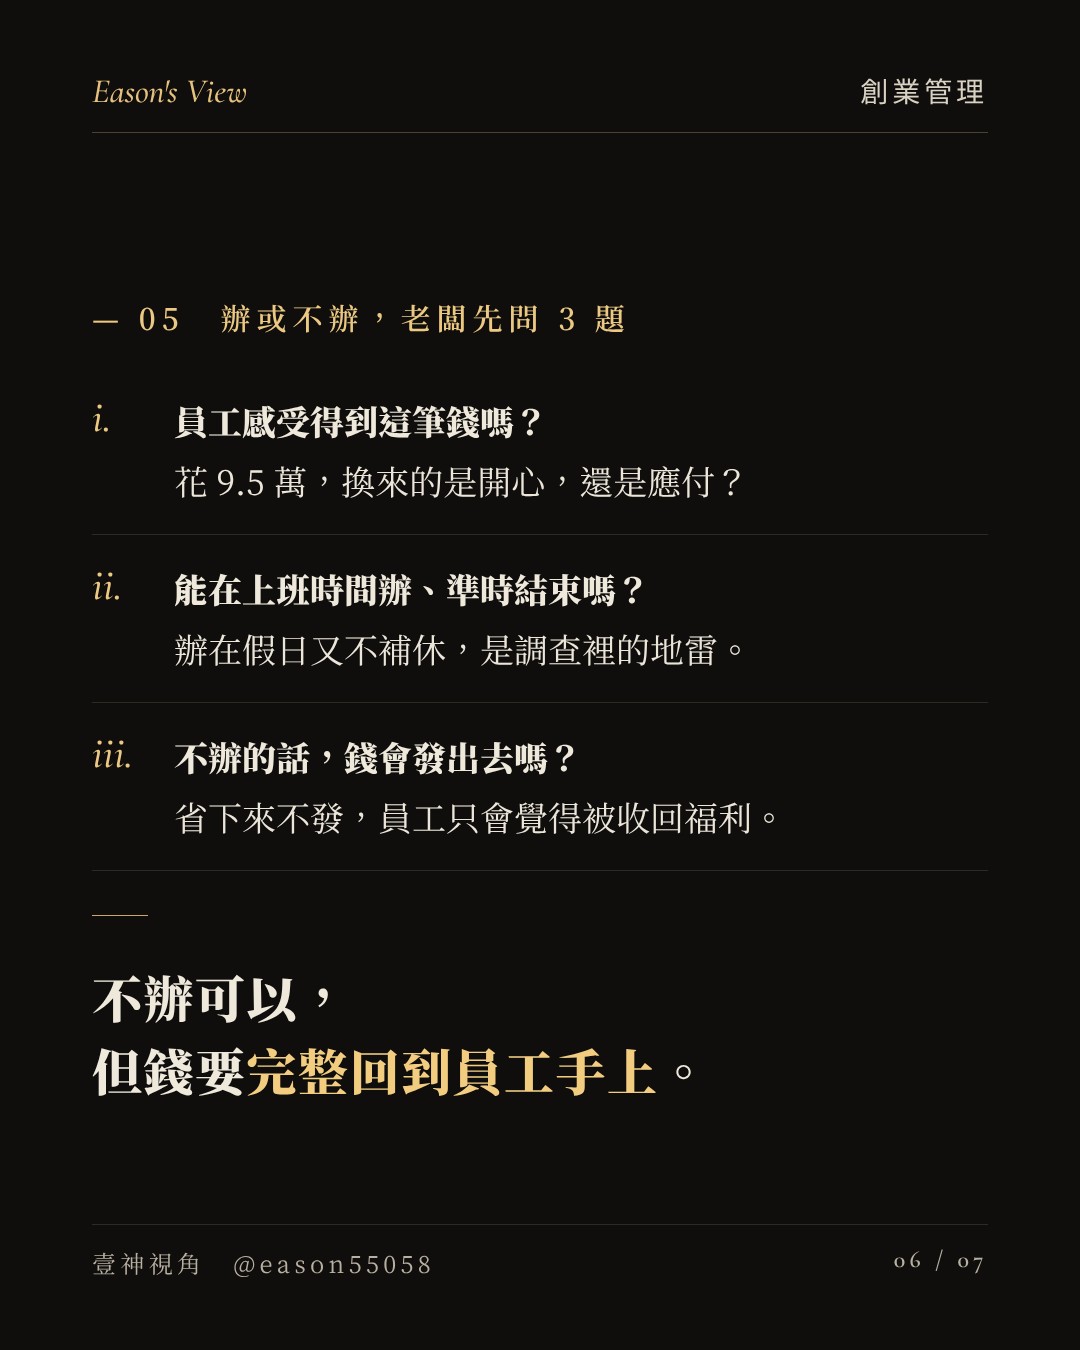 Eason's View
創業管理
— 05 辦或不辦，老闆先問 3 題
i. 員工感受得到這筆錢嗎？
花 9.5 萬，換來的是開心，還是應付？
ii. 能在上班時間辦、準時結束嗎？
辦在假日又不補休，是調查裡的地雷。
iii. 不辦的話，錢會發出去嗎？
省下來不發，員工只會覺得被收回福利。
不辦可以，
但錢要完整回到員工手上。
壹神視角 @eason55058
06 / 07